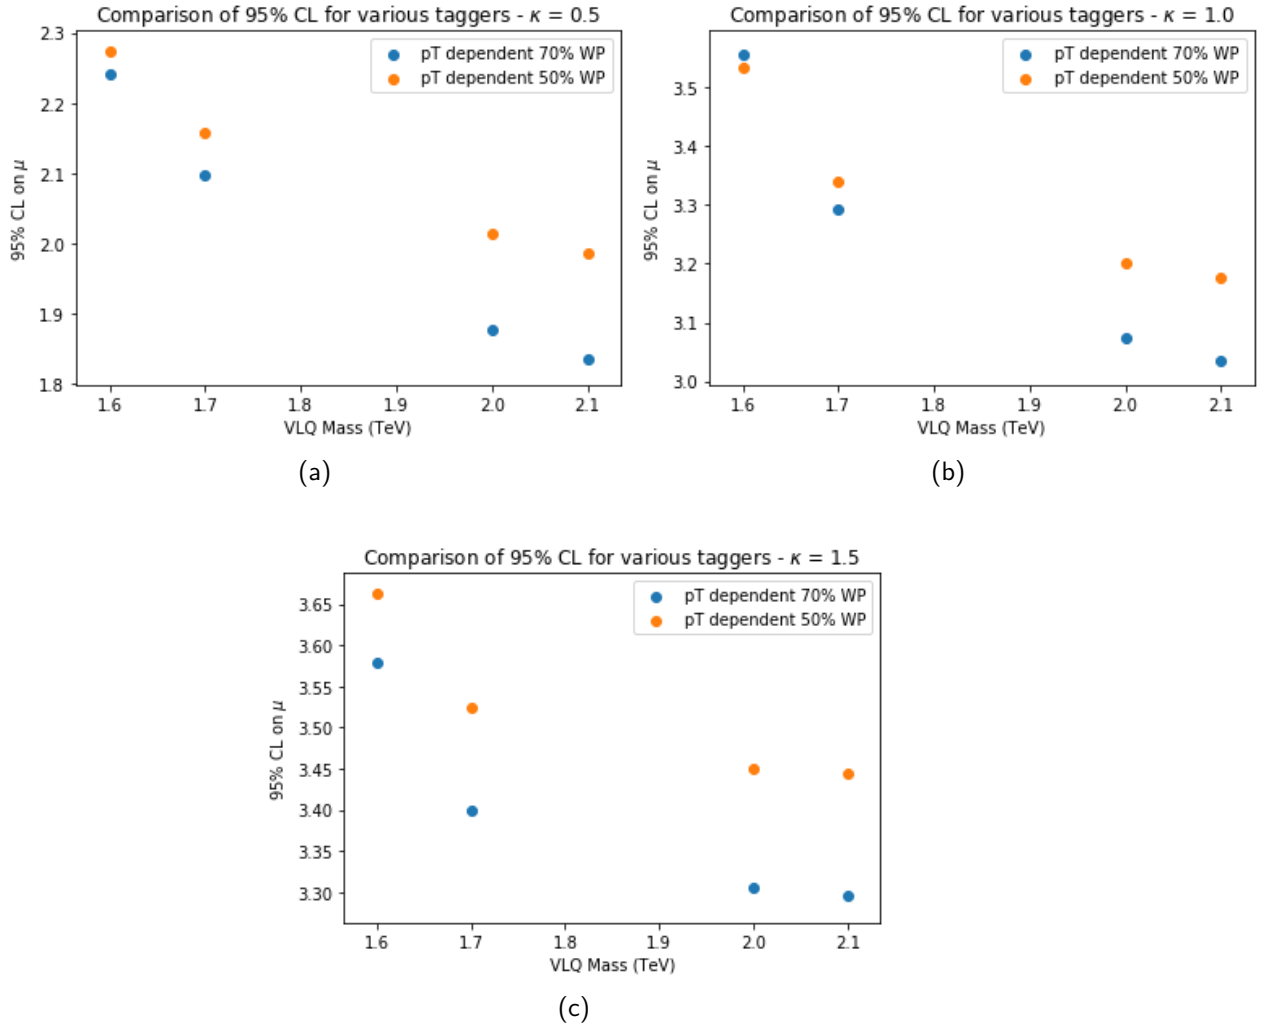 Comparison of 95% CL for various taggers - κ = 0.5
pT dependent 70% WP
pT dependent 50% WP
95% CL on μ
2.3
2.2
2.1
2.0
1.9
1.8
1.6 1.7 1.8 1.9 2.0 2.1
VLQ Mass (TeV)
(a)
Comparison of 95% CL for various taggers - κ = 1.0
pT dependent 70% WP
pT dependent 50% WP
95% CL on μ
3.5
3.4
3.3
3.2
3.1
3.0
1.6 1.7 1.8 1.9 2.0 2.1
VLQ Mass (TeV)
(b)
Comparison of 95% CL for various taggers - κ = 1.5
pT dependent 70% WP
pT dependent 50% WP
95% CL on μ
3.65
3.60
3.55
3.50
3.45
3.40
3.35
3.30
1.6 1.7 1.8 1.9 2.0 2.1
VLQ Mass (TeV)
(c)